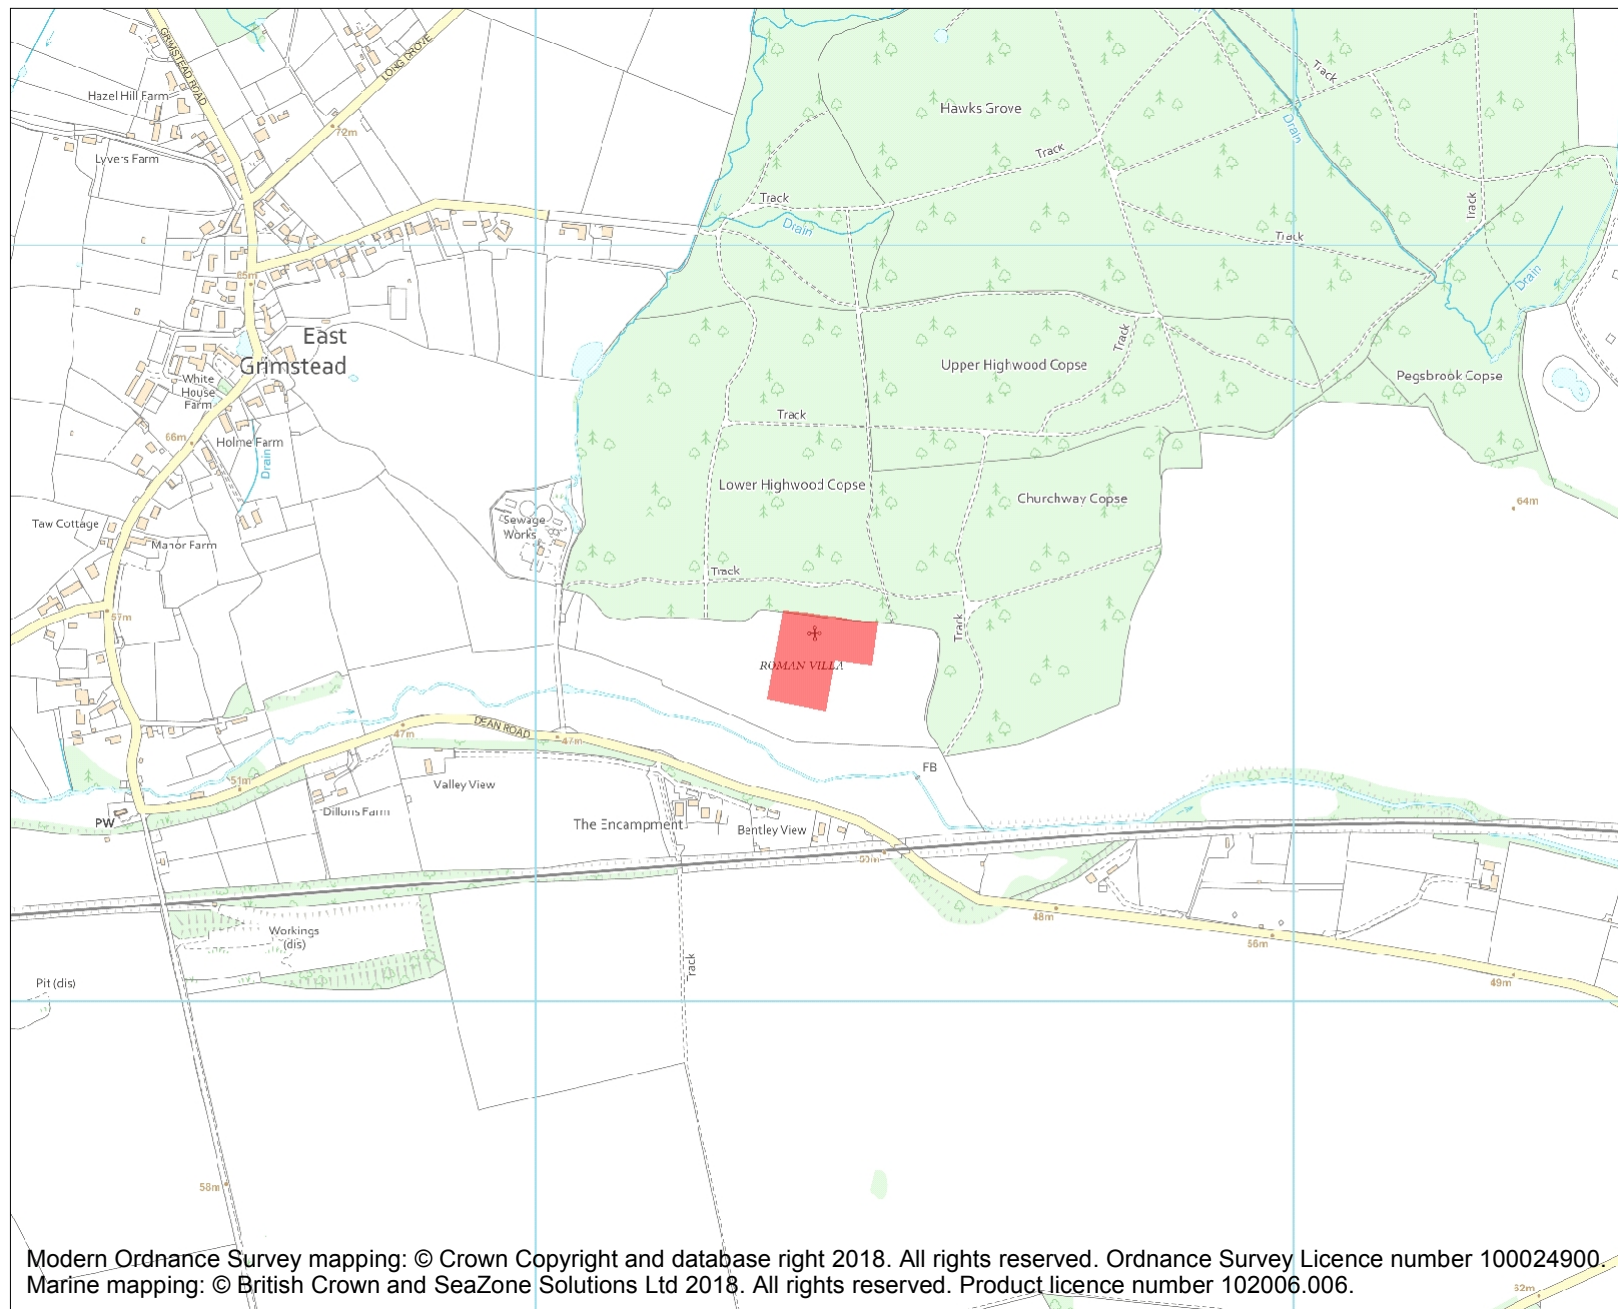 GRIMSTEAD ROAD
LONG GROVE
Hazel Hill Farm
72m
Lyvers Farm
Hawks Grove
Track
Drain
Track
Track
Drain
Track
Track
Drain
65m
East
Grimstead
White
House
Farm
66m
Holme Farm
Drain
Track
Upper Highwood Copse
Pegsbrook Copse
Track
Lower Highwood Copse
Churchway Copse
64m
Sewage
Works
Taw Cottage
Manor Farm
Track
57m
Track
ROMAN VILLA
DEAN ROAD
47m
47m
51m
Valley View
FB
Dillons Farm
PW
The Encampment
Bentley View
50m
48m
56m
49m
Workings
(dis)
Track
Pit (dis)
58m
Modern Ordnance Survey mapping: © Crown Copyright and database right 2018. All rights reserved. Ordnance Survey Licence number 100024900.
Marine mapping: © British Crown and SeaZone Solutions Ltd 2018. All rights reserved. Product licence number 102006.006.
52m